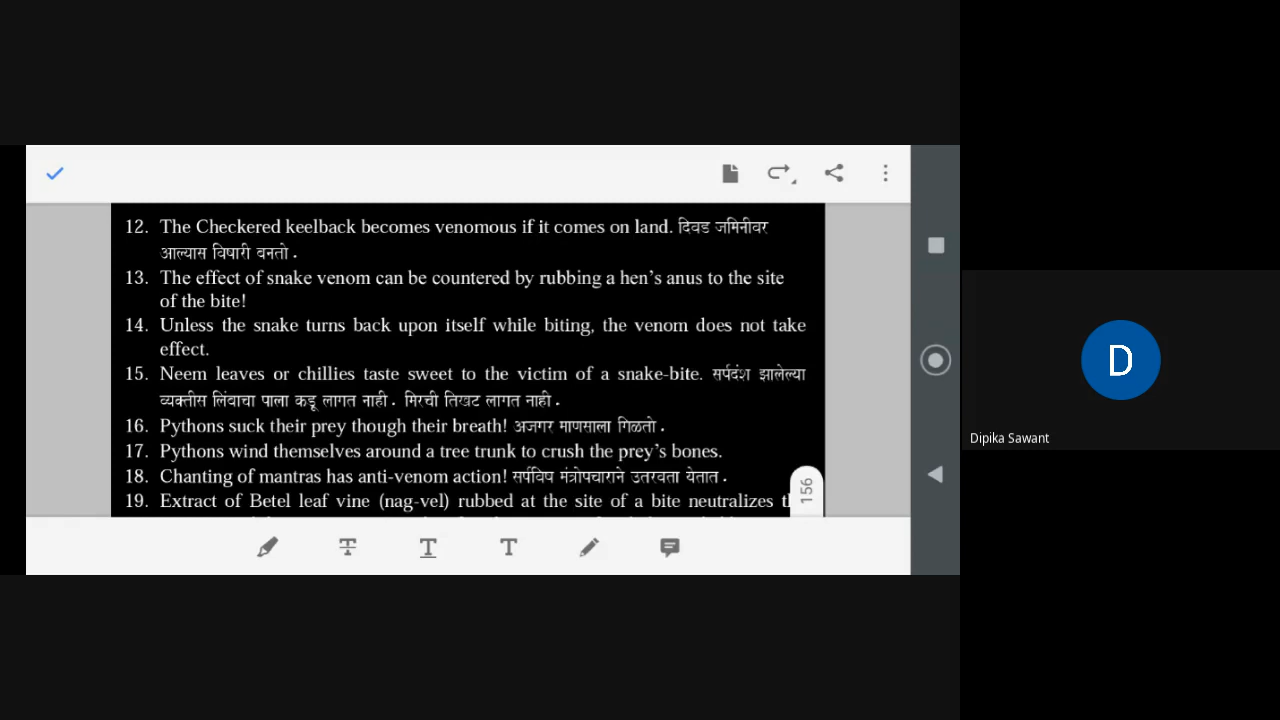 12. The Checkered keelback becomes venomous if it comes on land. दिवड जमिनीवर
आल्यास विषारी बनतो .
13. The effect of snake venom can be countered by rubbing a hen's anus to the site
of the bite!
14. Unless the snake turns back upon itself while biting, the venom does not take
effect.
15. Neem leaves or chillies taste sweet to the victim of a snake-bite. सर्पदंश झालेल्या
व्यक्तीस लिंबाचा पाला कडू लागत नाही . मिरची तिखट लागत नाही .
16. Pythons suck their prey though their breath! अजगर माणसाला गिळतो .
17. Pythons wind themselves around a tree trunk to crush the prey's bones.
18. Chanting of mantras has anti-venom action! सर्पविष मंत्रोपचाराने उतरवता येतात .
19. Extract of Betel leaf vine (nag-vel) rubbed at the site of a bite neutralizes
156
D
Dipika Sawant